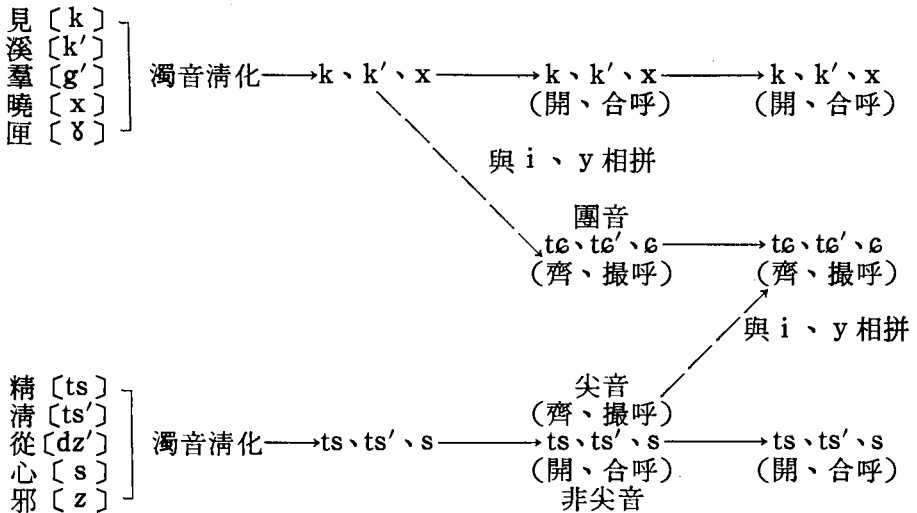 見〔k〕
溪〔k′〕
羣〔g′〕 濁音淸化 k、k′、x k、k′、x k、k′、x
曉〔x〕 （開、合呼） （開、合呼）
匣〔ɣ〕
與 i 、 y 相拼
團音
tɕ、tɕ′、ɕ tɕ、tɕ′、ɕ
（齊、撮呼） （齊、撮呼）
與 i 、 y 相拼
精〔ts〕 尖音
淸〔ts′〕 （齊、撮呼）
從〔dz′〕 濁音淸化 ts、ts′、s ts、ts′、s ts、ts′、s
心〔s〕 （開、合呼） （開、合呼）
邪〔z〕 非尖音